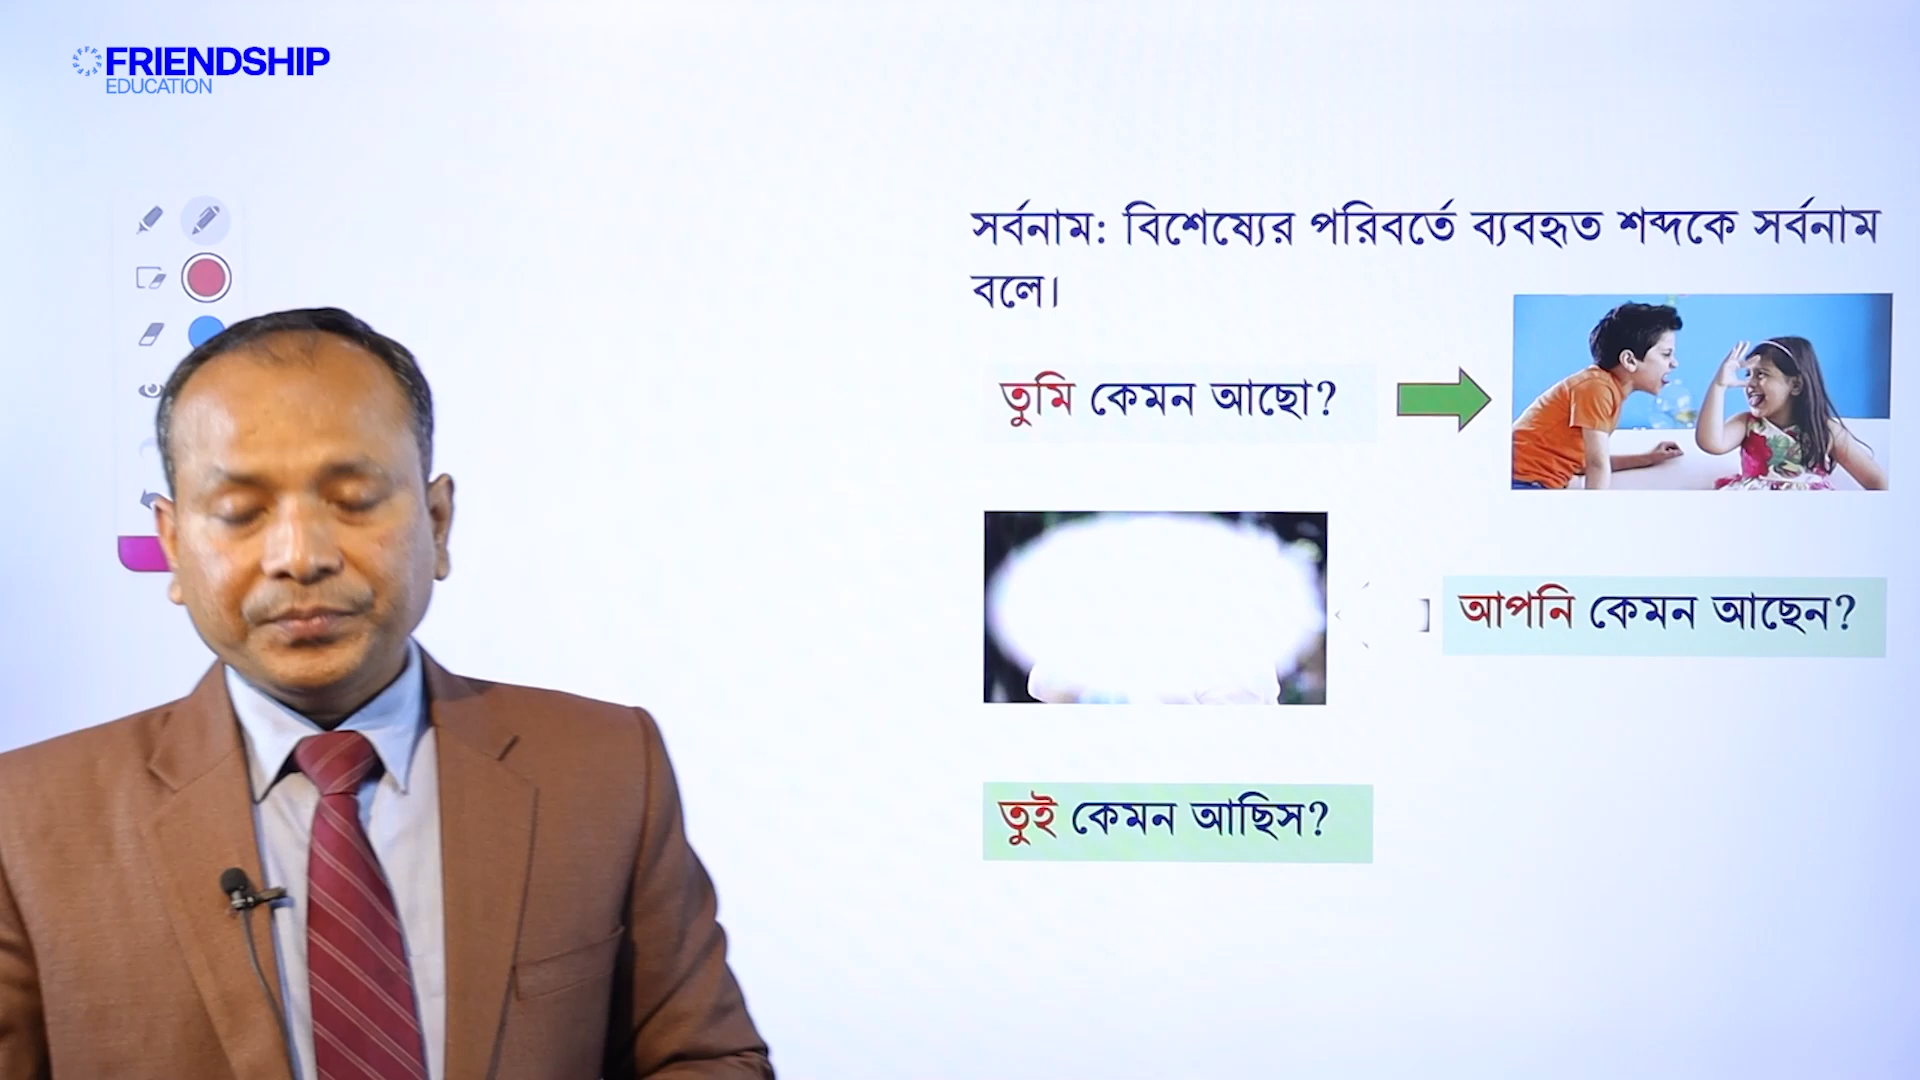 FRIENDSHIP
EDUCATION
সর্বনাম: বিশেষ্যের পরিবর্তে ব্যবহৃত শব্দকে সর্বনাম
বলে।
তুমি কেমন আছো?
আপনি কেমন আছেন?
তুই কেমন আছিস?